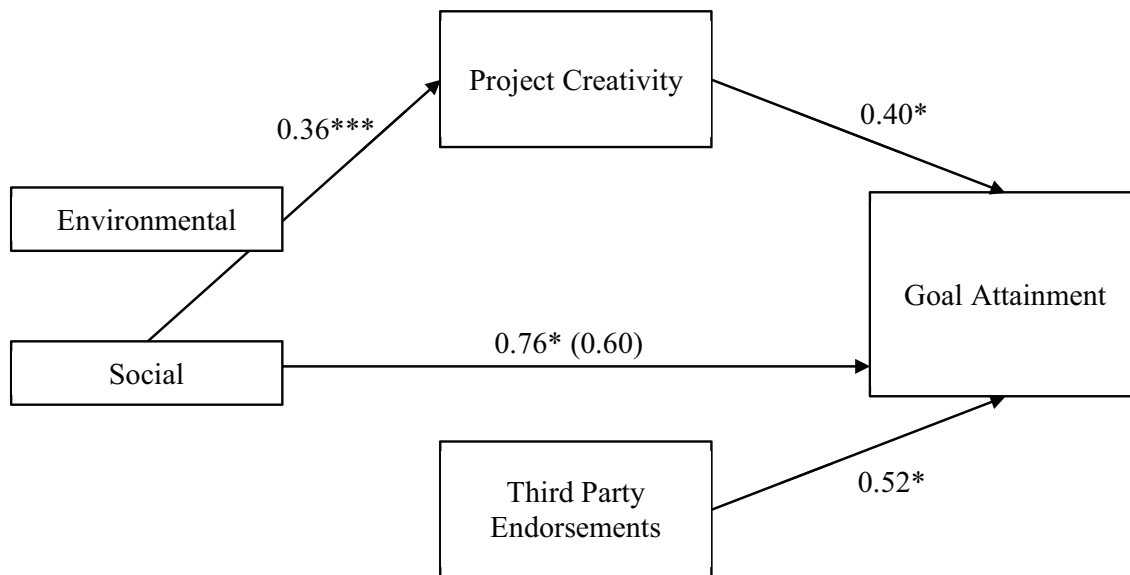 Project Creativity
0.36***
0.40*
Environmental
Goal Attainment
0.76* (0.60)
Social
Third Party
Endorsements
0.52*